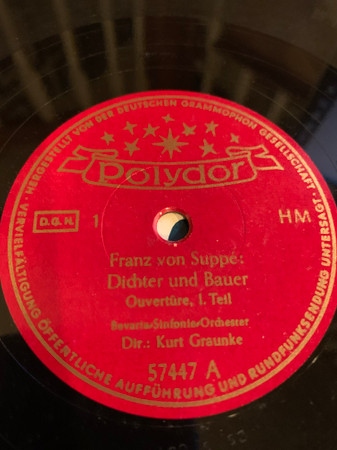 HERGESTELLT VON DER DEUTSCHEN GRAMMOPHON GESELLSCHAFT
Polydor
D.G.H. 1 HM
Franz von Suppé:
Dichter und Bauer
Ouvertüre, 1. Teil
Bavaria-Sinfonie-Orchester
Dir.: Kurt Graunke
57447 A
VERVIELFÄLTIGUNG ÖFFENTLICHE AUFFÜHRUNG UND RUNDFUNKSENDUNG UNTERSAGT